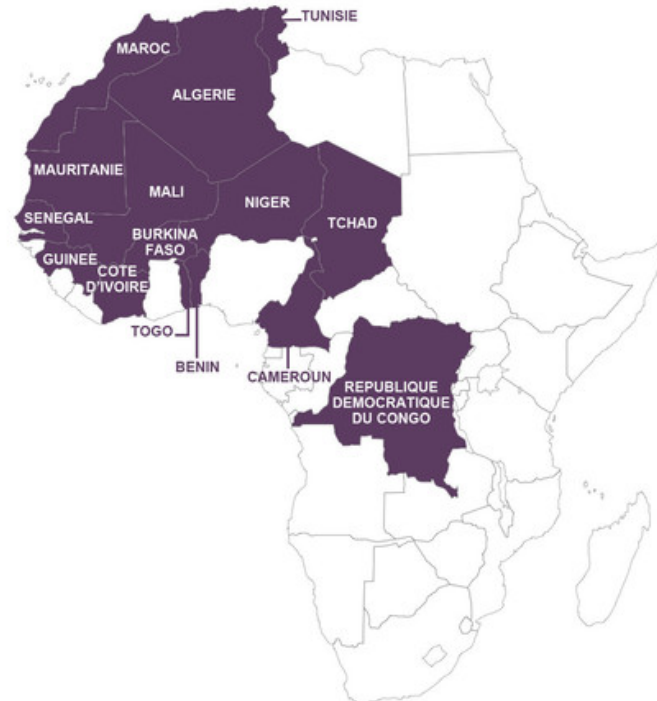 TUNISIE
MAROC
ALGERIE
MAURITANIE
MALI
NIGER
TCHAD
SENEGAL
BURKINA
FASO
GUINEE
COTE
D'IVOIRE
TOGO
BENIN
CAMEROUN
REPUBLIQUE
DEMOCRATIQUE
DU CONGO